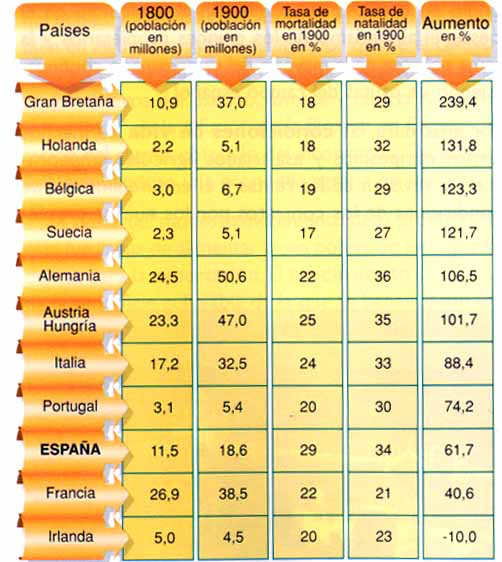 Países 1800 (población en millones) 1900 (población en millones) Tasa de mortalidad en 1900 en % Tasa de natalidad en 1900 en % Aumento en %
Gran Bretaña 10,9 37,0 18 29 239,4
Holanda 2,2 5,1 18 32 131,8
Bélgica 3,0 6,7 19 29 123,3
Suecia 2,3 5,1 17 27 121,7
Alemania 24,5 50,6 22 36 106,5
Austria Hungría 23,3 47,0 25 35 101,7
Italia 17,2 32,5 24 33 88,4
Portugal 3,1 5,4 20 30 74,2
ESPAÑA 11,5 18,6 29 34 61,7
Francia 26,9 38,5 22 21 40,6
Irlanda 5,0 4,5 20 23 -10,0